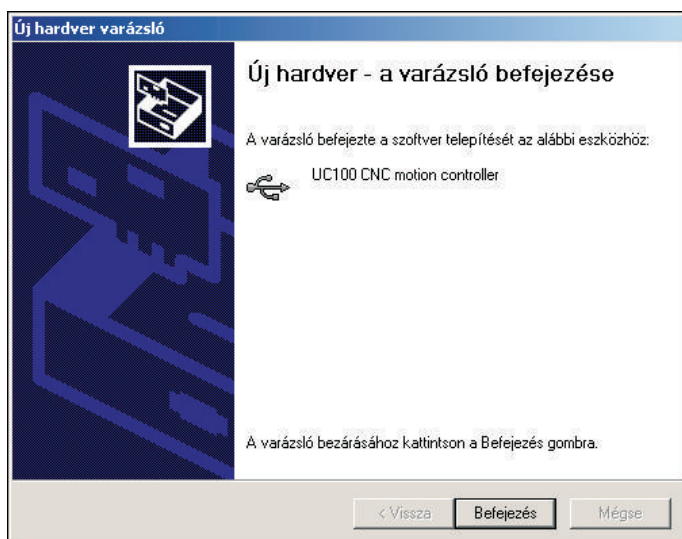 Új hardver varázsló
Új hardver - a varázsló befejezése
A varázsló befejezte a szoftver telepítését az alábbi eszközhöz:
UC100 CNC motion controller
A varázsló bezárásához kattintson a Befejezés gombra.
< Vissza
Befejezés
Mégse